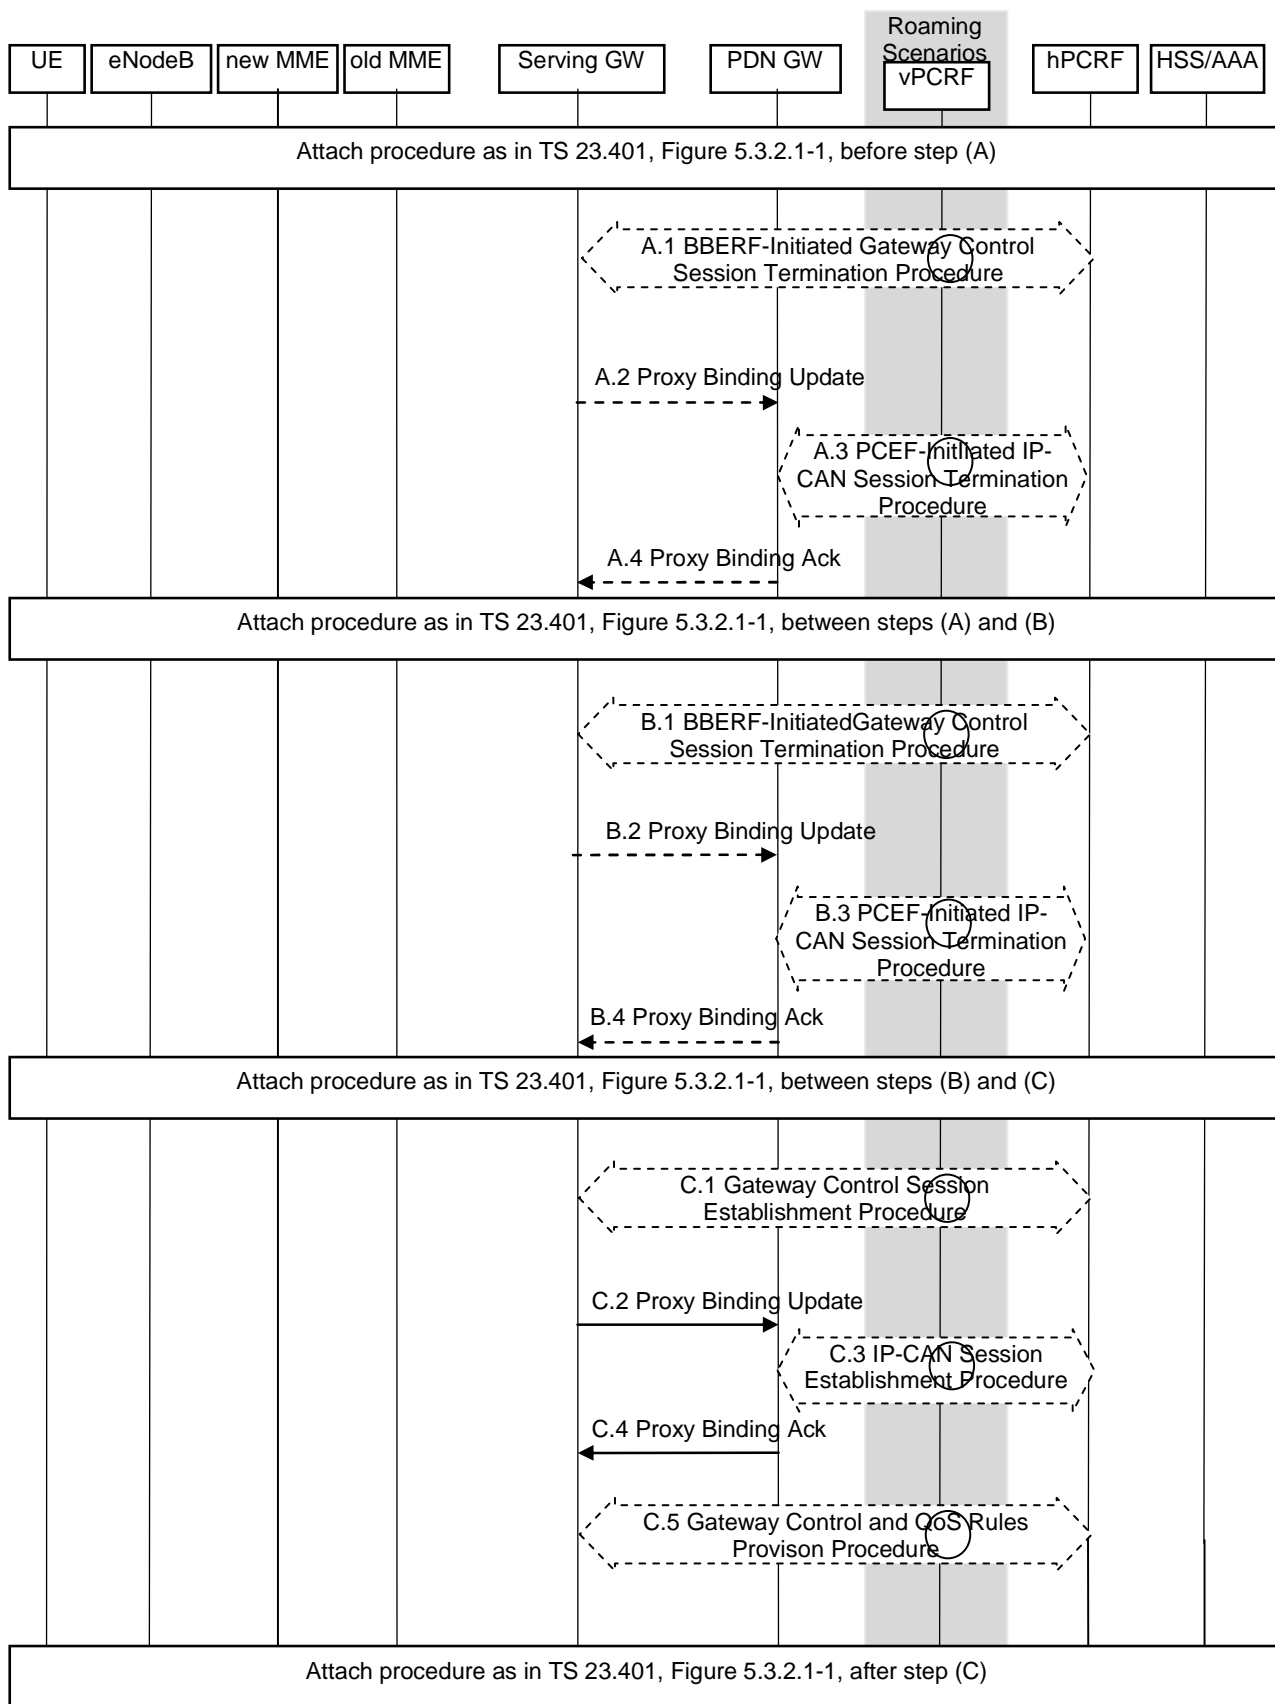 Roaming
Scenarios
UE
eNodeB
new MME
old MME
Serving GW
PDN GW
vPCRF
hPCRF
HSS/AAA
Attach procedure as in TS 23.401, Figure 5.3.2.1-1, before step (A)
A.1 BBERF-Initiated Gateway Control
Session Termination Procedure
A.2 Proxy Binding Update
A.3 PCEF-Initliated IP-
CAN Session Termination
Procedure
A.4 Proxy Binding Ack
Attach procedure as in TS 23.401, Figure 5.3.2.1-1, between steps (A) and (B)
B.1 BBERF-InitiatedGateway Control
Session Termination Procedure
B.2 Proxy Binding Update
B.3 PCEF-Initiated IP-
CAN Session Termination
Procedure
B.4 Proxy Binding Ack
Attach procedure as in TS 23.401, Figure 5.3.2.1-1, between steps (B) and (C)
C.1 Gateway Control Session
Establishment Procedure
C.2 Proxy Binding Update
C.3 IP-CAN Session
Establishment Procedure
C.4 Proxy Binding Ack
C.5 Gateway Control and QoS Rules
Provison Procedure
Attach procedure as in TS 23.401, Figure 5.3.2.1-1, after step (C)